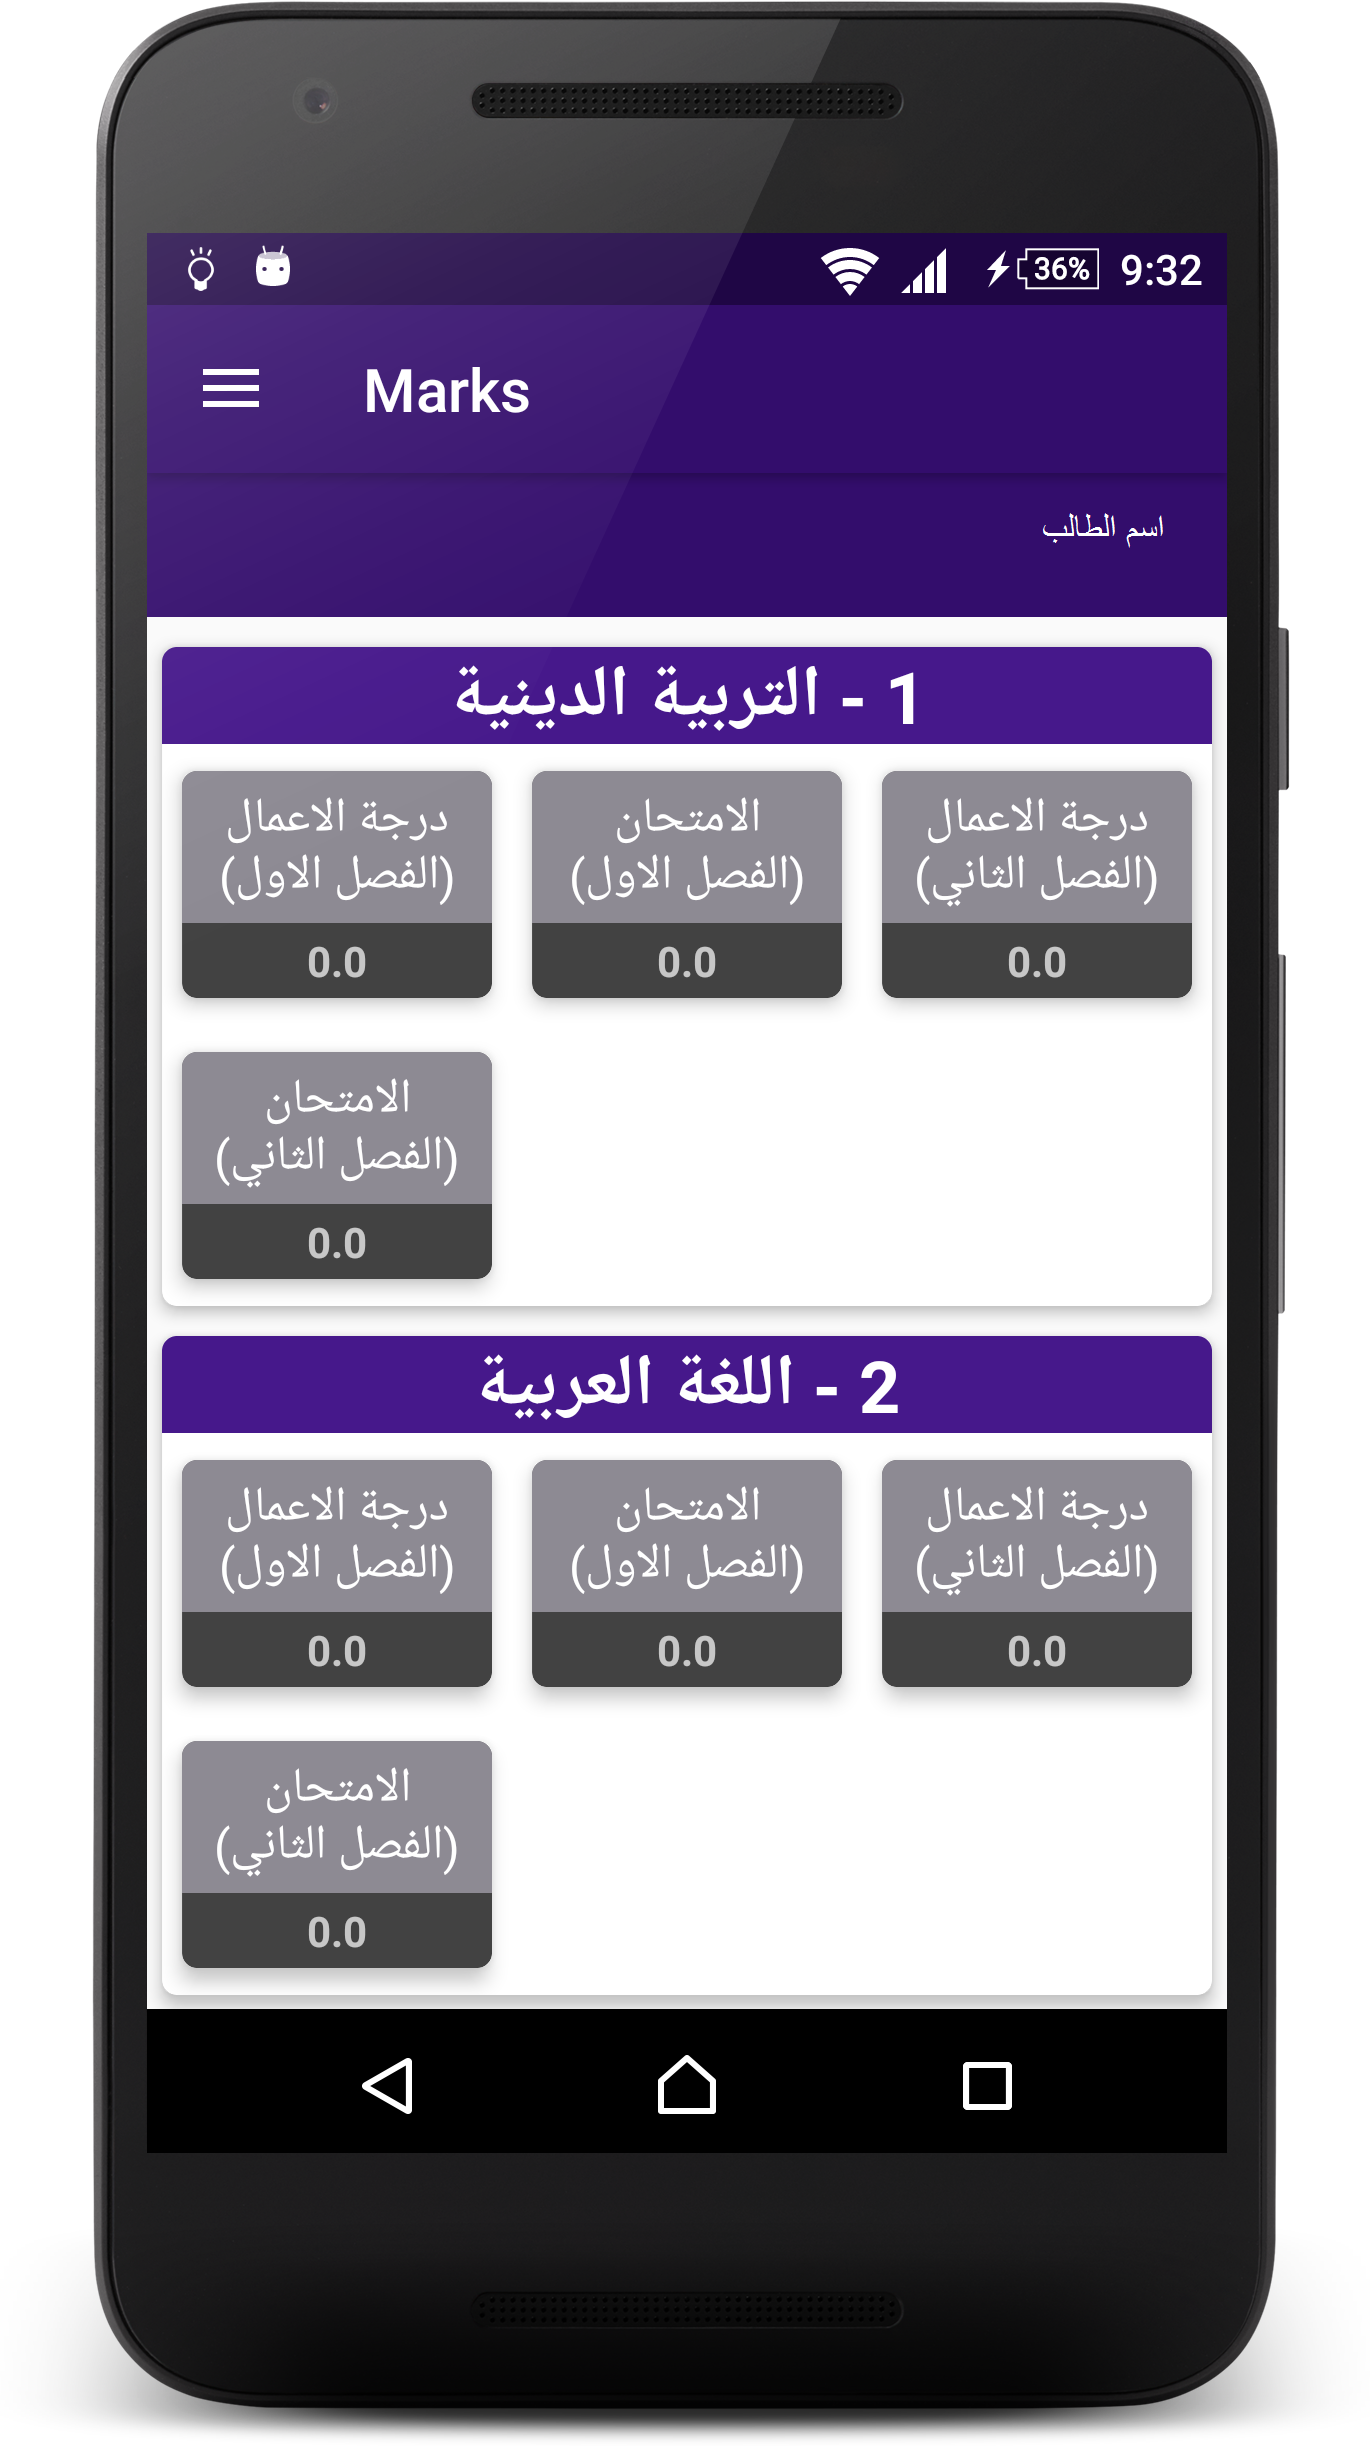 36% 9:32
Marks
اسم الطالب
1 - التربية الدينية
درجة الاعمال
(الفصل الاول)
0.0
الامتحان
(الفصل الاول)
0.0
درجة الاعمال
(الفصل الثاني)
0.0
الامتحان
(الفصل الثاني)
0.0
2 - اللغة العربية
درجة الاعمال
(الفصل الاول)
0.0
الامتحان
(الفصل الاول)
0.0
درجة الاعمال
(الفصل الثاني)
0.0
الامتحان
(الفصل الثاني)
0.0